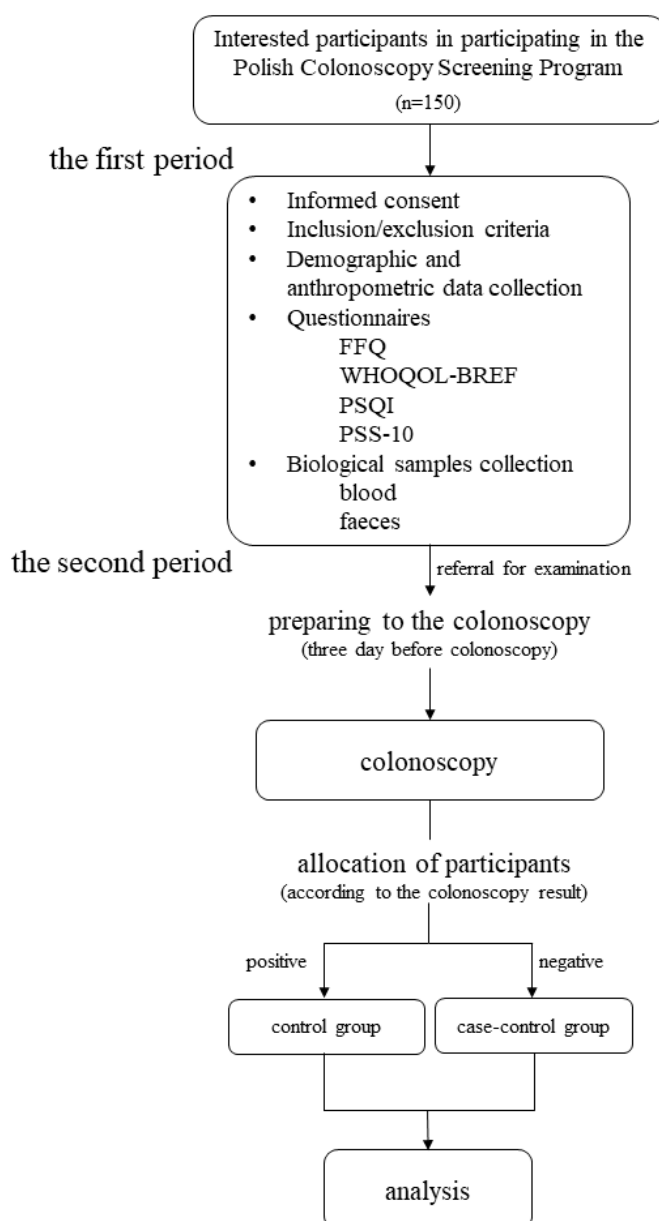 Interested participants in participating in the
Polish Colonoscopy Screening Program
(n=150)
the first period
• Informed consent
• Inclusion/exclusion criteria
• Demographic and
anthropometric data collection
• Questionnaires
FFQ
WHOQOL-BREF
PSQI
PSS-10
• Biological samples collection
blood
faeces
the second period
referral for examination
preparing to the colonoscopy
(three day before colonoscopy)
colonoscopy
allocation of participants
(according to the colonoscopy result)
positive
negative
control group
case-control group
analysis